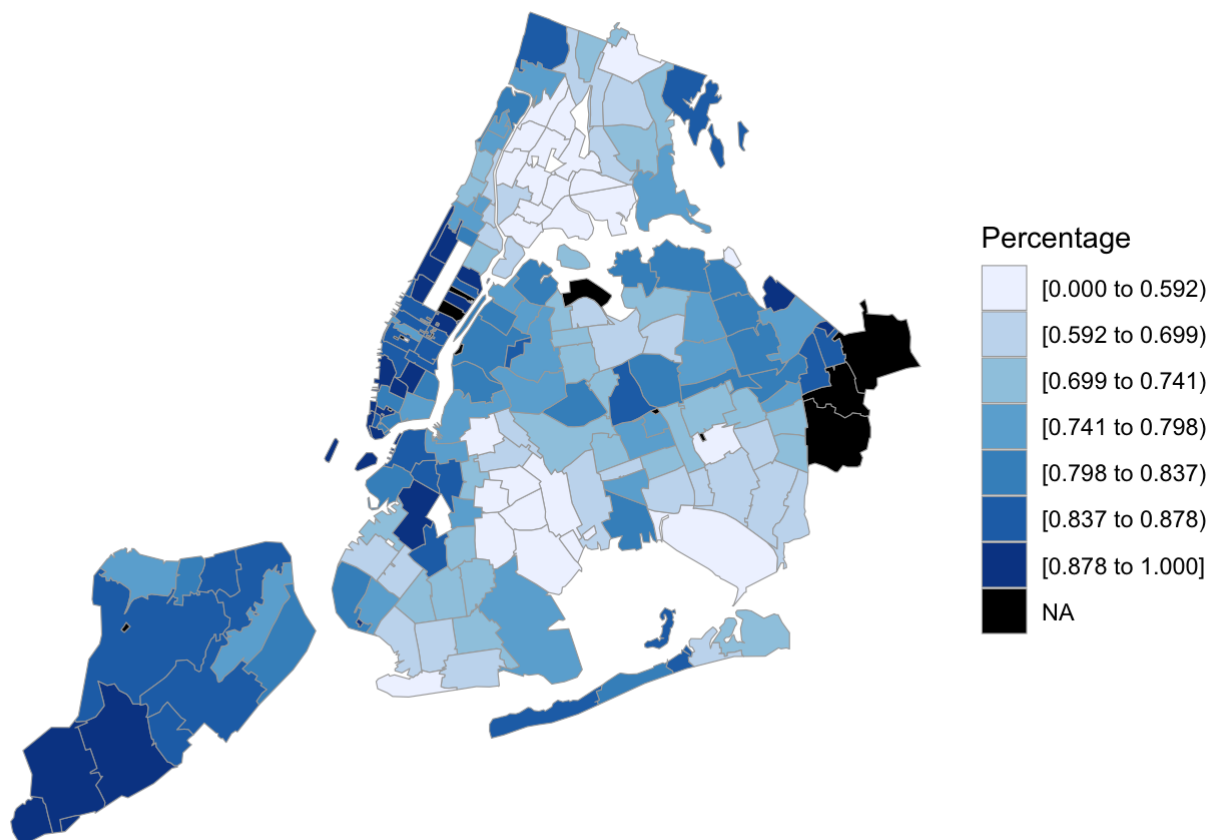 Percentage
[0.000 to 0.592)
[0.592 to 0.699)
[0.699 to 0.741)
[0.741 to 0.798)
[0.798 to 0.837)
[0.837 to 0.878)
[0.878 to 1.000]
NA